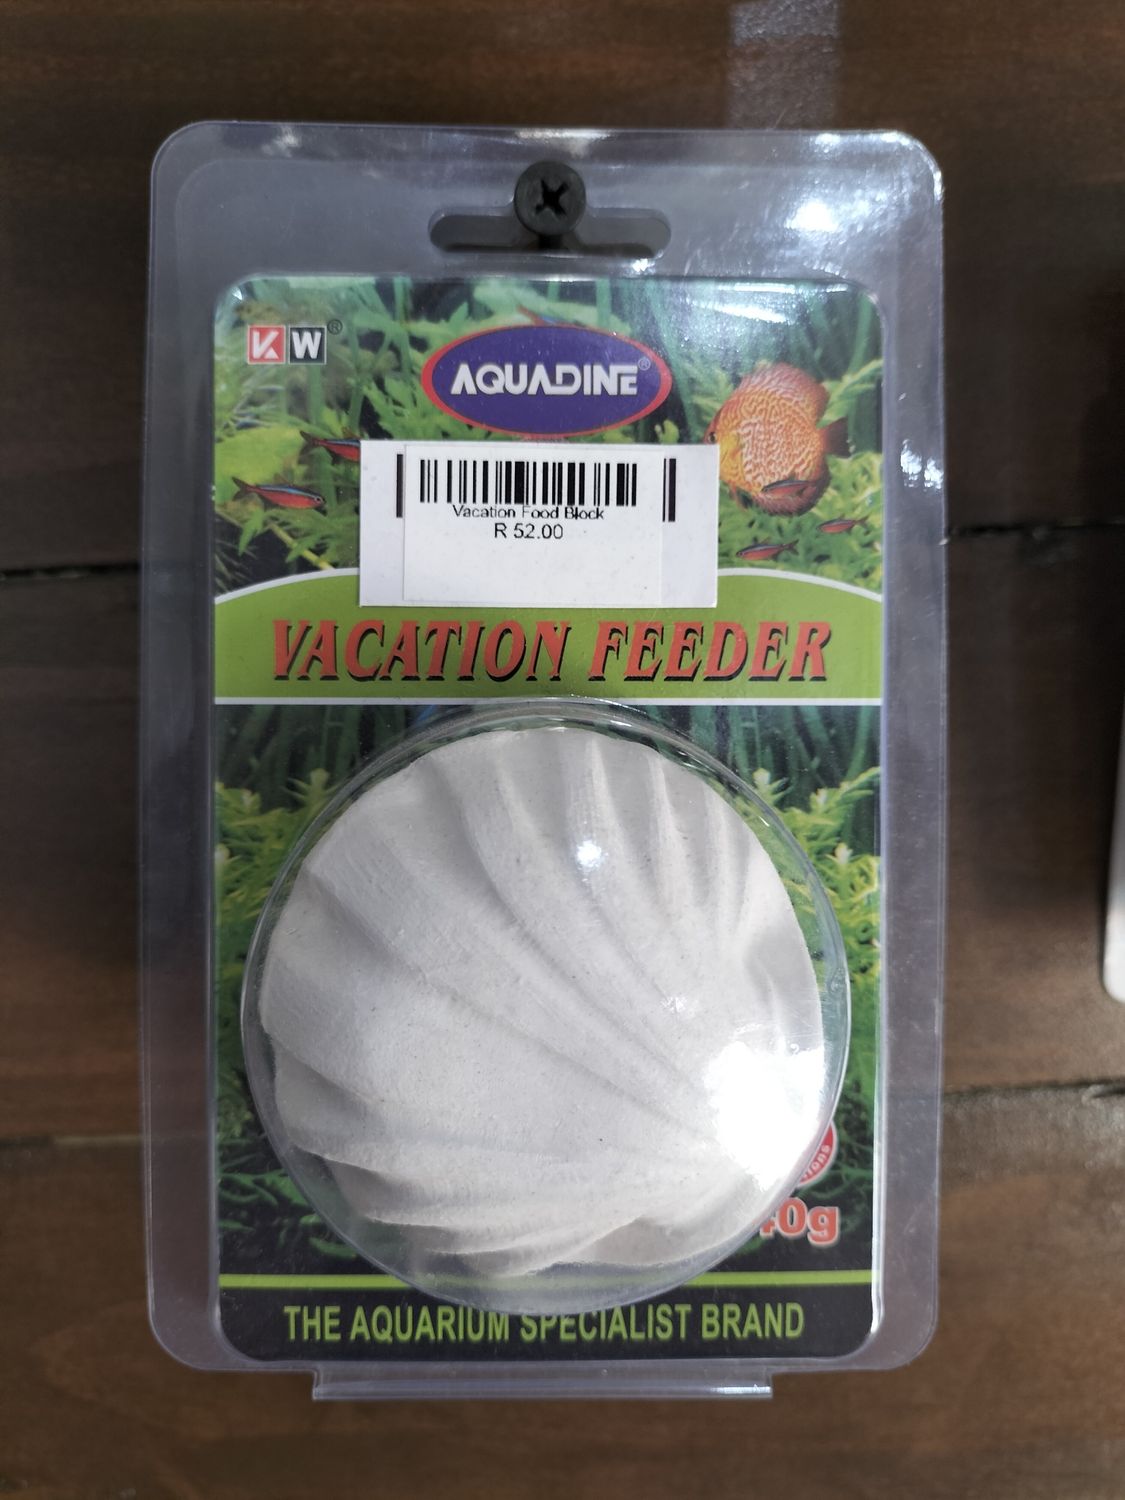 KW®
AQUADINE®
Vacation Food Block
R 52.00
VACATION FEEDER
THE AQUARIUM SPECIALIST BRAND